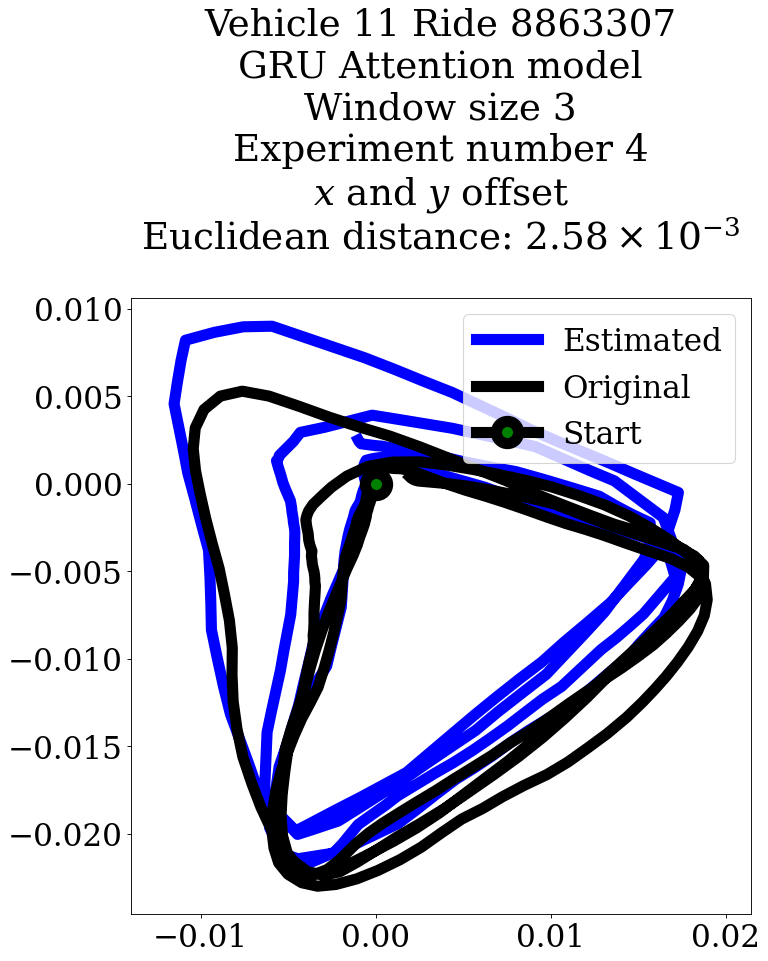 Vehicle 11 Ride 8863307
GRU Attention model
Window size 3
Experiment number 4
x and y offset
Euclidean distance: 2.58 × 10⁻³
0.010
0.005
0.000
−0.005
−0.010
−0.015
−0.020
Estimated
Original
Start
−0.01
0.00
0.01
0.02